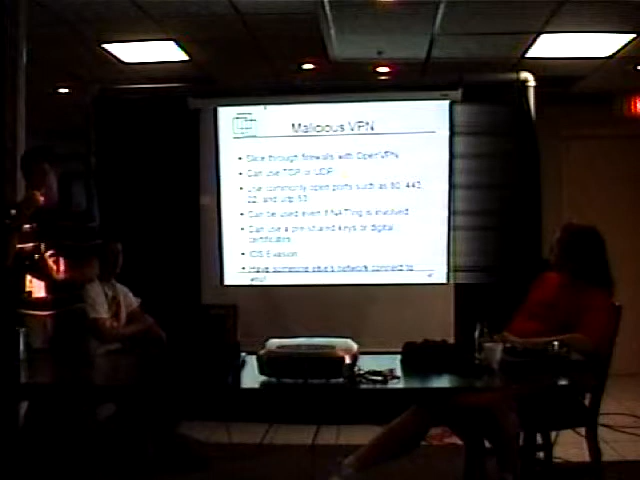 Malicious VPN
• Slice through firewalls with OpenVPN
• Can use TCP or UDP
• Use commonly open ports such as 80, 443,
22, and udp 53
• Can be used even if NATing is involved
• Can use a pre-shared keys or digital
certificates
• IDS Evasion
• Have someone else's network connect to
you!